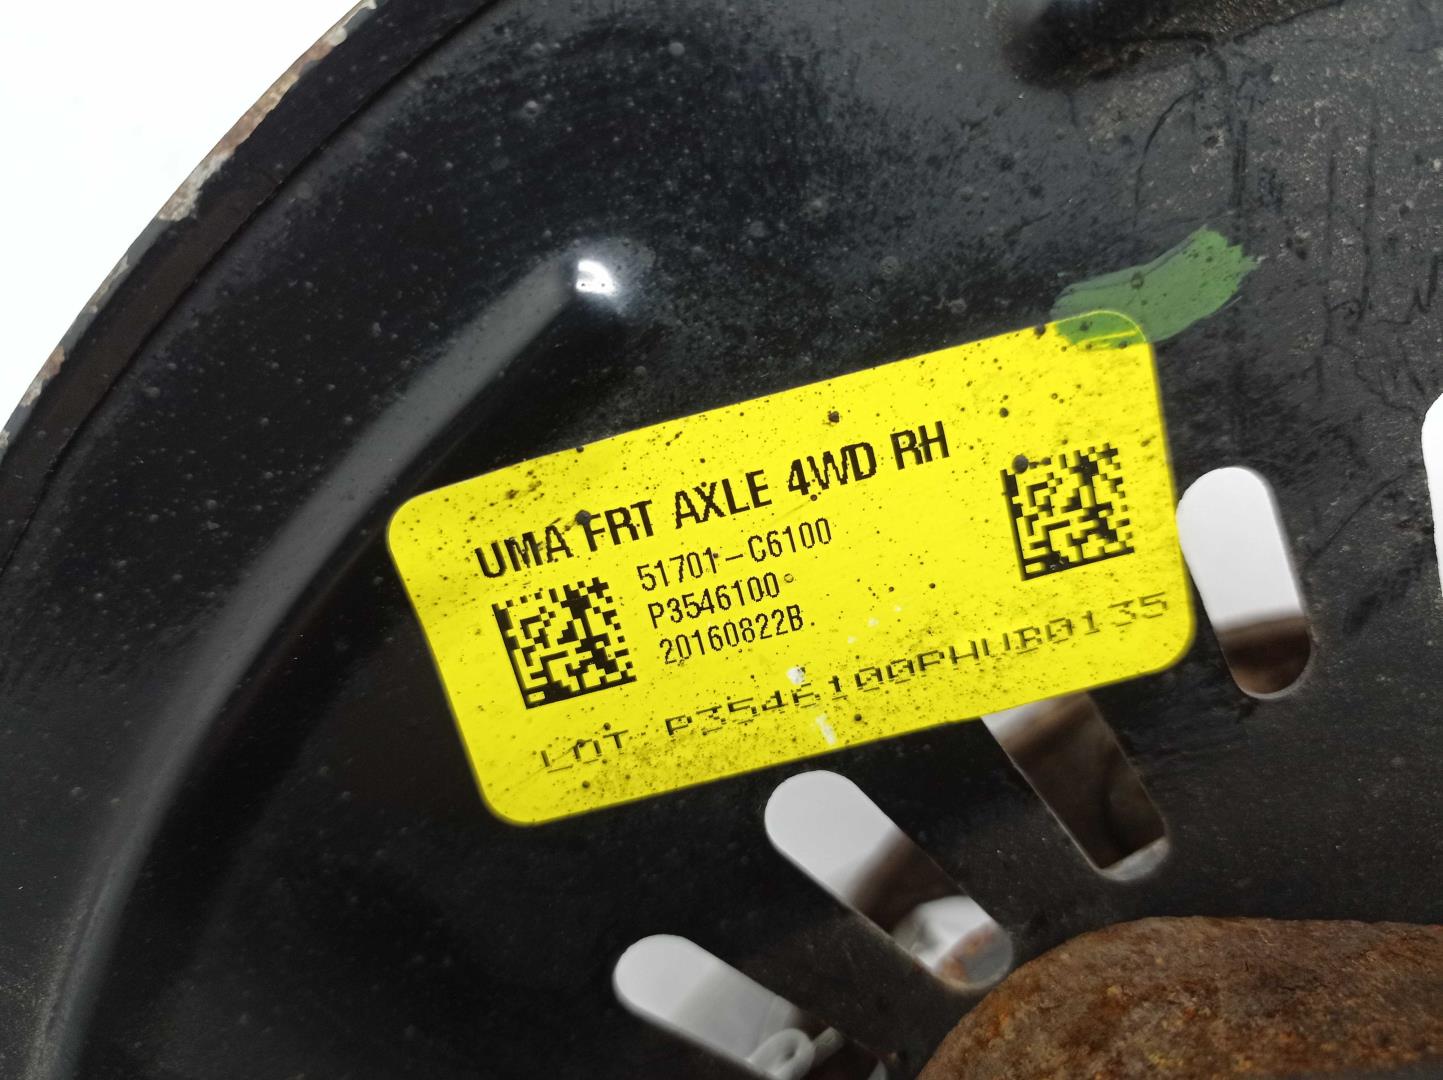 UMA FRT AXLE 4WD RH
51701-C6100
P3546100
20160822B
LOT P3546100PHUB0135